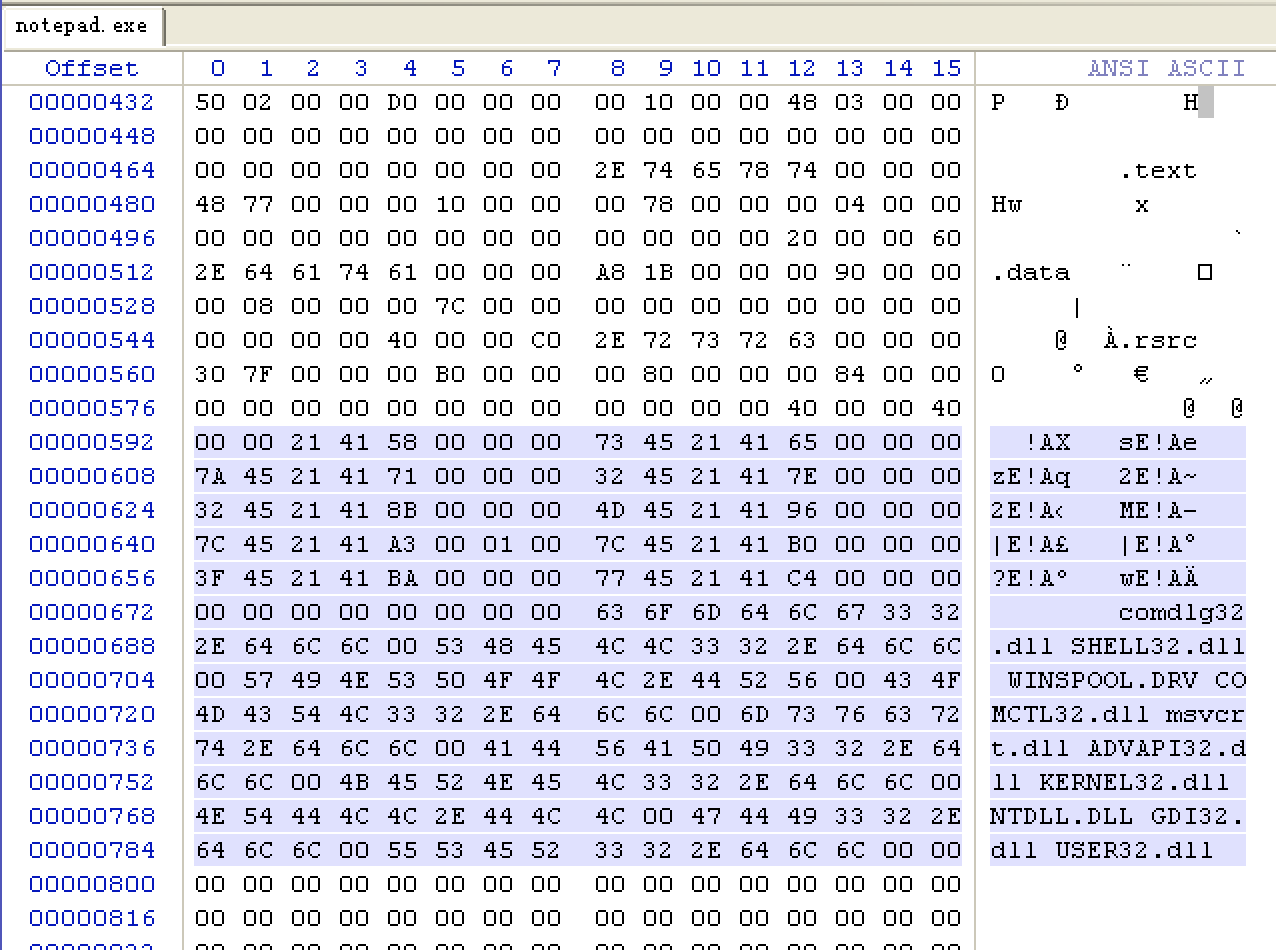 notepad.exe
Offset 0 1 2 3 4 5 6 7 8 9 10 11 12 13 14 15 ANSI ASCII
00000432 50 02 00 00 D0 00 00 00 00 10 00 00 48 03 00 00 P Ð H
00000448 00 00 00 00 00 00 00 00 00 00 00 00 00 00 00 00
00000464 00 00 00 00 00 00 00 00 2E 74 65 78 74 00 00 00 .text
00000480 48 77 00 00 00 10 00 00 00 78 00 00 00 04 00 00 Hw x
00000496 00 00 00 00 00 00 00 00 00 00 00 00 20 00 00 60 `
00000512 2E 64 61 74 61 00 00 00 A8 1B 00 00 00 90 00 00 .data ¨ □
00000528 00 08 00 00 00 7C 00 00 00 00 00 00 00 00 00 00 |
00000544 00 00 00 00 40 00 00 C0 2E 72 73 72 63 00 00 00 @ À.rsrc
00000560 30 7F 00 00 00 B0 00 00 00 80 00 00 00 84 00 00 0 ° € „
00000576 00 00 00 00 00 00 00 00 00 00 00 00 40 00 00 40 @ @
00000592 00 00 21 41 58 00 00 00 73 45 21 41 65 00 00 00 !AX sE!Ae
00000608 7A 45 21 41 71 00 00 00 32 45 21 41 7E 00 00 00 zE!Aq 2E!A~
00000624 32 45 21 41 8B 00 00 00 4D 45 21 41 96 00 00 00 2E!A‹ ME!A–
00000640 7C 45 21 41 A3 00 01 00 7C 45 21 41 B0 00 00 00 |E!A£ |E!A°
00000656 3F 45 21 41 BA 00 00 00 77 45 21 41 C4 00 00 00 ?E!Aº wE!AÄ
00000672 00 00 00 00 00 00 00 00 63 6F 6D 64 6C 67 33 32 comdlg32
00000688 2E 64 6C 6C 00 53 48 45 4C 4C 33 32 2E 64 6C 6C .dll SHELL32.dll
00000704 00 57 49 4E 53 50 4F 4F 4C 2E 44 52 56 00 43 4F WINSPOOL.DRV CO
00000720 4D 43 54 4C 33 32 2E 64 6C 6C 00 6D 73 76 63 72 MCTL32.dll msvcr
00000736 74 2E 64 6C 6C 00 41 44 56 41 50 49 33 32 2E 64 t.dll ADVAPI32.d
00000752 6C 6C 00 4B 45 52 4E 45 4C 33 32 2E 64 6C 6C 00 ll KERNEL32.dll
00000768 4E 54 44 4C 4C 2E 44 4C 4C 00 47 44 49 33 32 2E NTDLL.DLL GDI32.
00000784 64 6C 6C 00 55 53 45 52 33 32 2E 64 6C 6C 00 00 dll USER32.dll
00000800 00 00 00 00 00 00 00 00 00 00 00 00 00 00 00 00
00000816 00 00 00 00 00 00 00 00 00 00 00 00 00 00 00 00